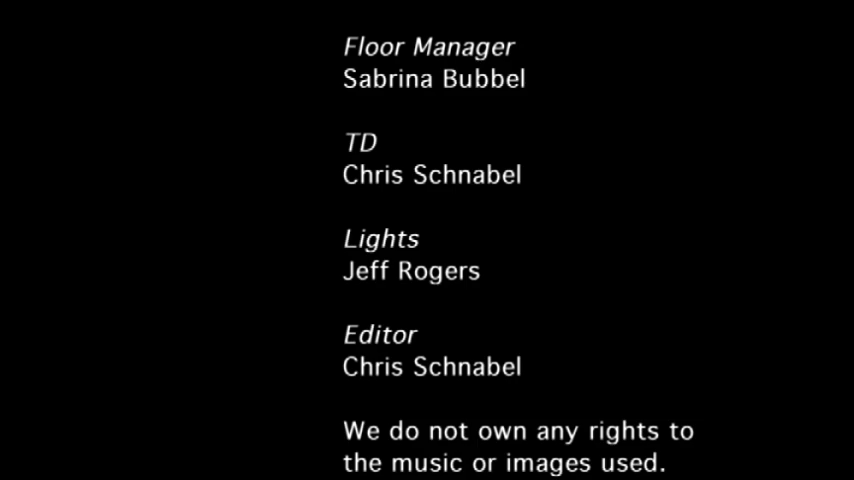 Floor Manager
Sabrina Bubbel
TD
Chris Schnabel
Lights
Jeff Rogers
Editor
Chris Schnabel
We do not own any rights to
the music or images used.